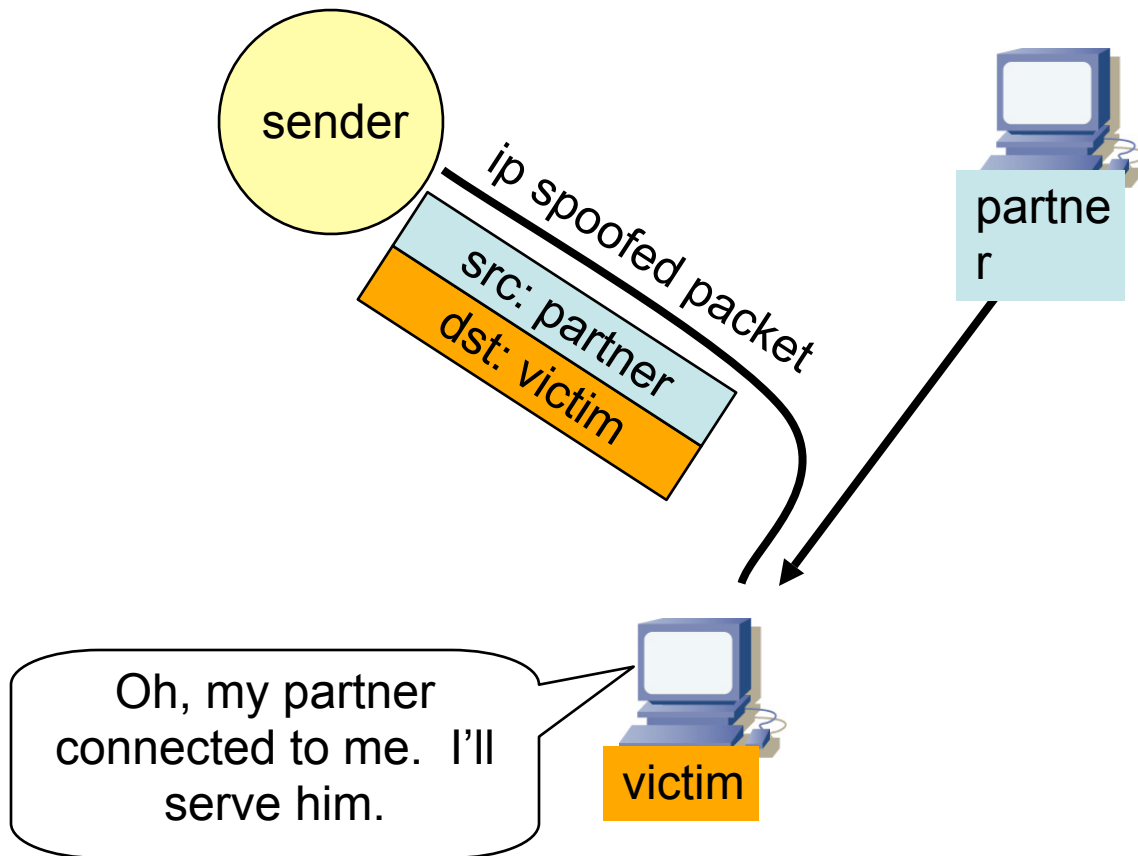 sender
ip spoofed packet
src: partner
dst: victim
partne
r
Oh, my partner
connected to me.  I’ll
serve him.
victim